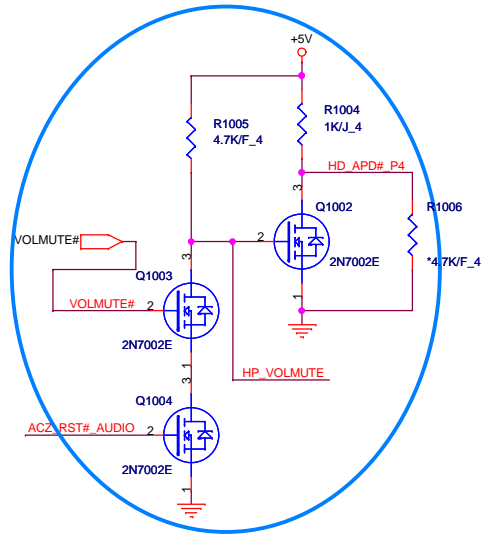 +5V
R1005
4.7K/F_4
R1004
1K/J_4
HD_APD#_P4
3
Q1002
R1006
2
VOLMUTE#
2N7002E
*4.7K/F_4
3
Q1003
1
VOLMUTE#
2
2N7002E
1
HP_VOLMUTE
3
Q1004
ACZ_RST#_AUDIO
2
2N7002E
1